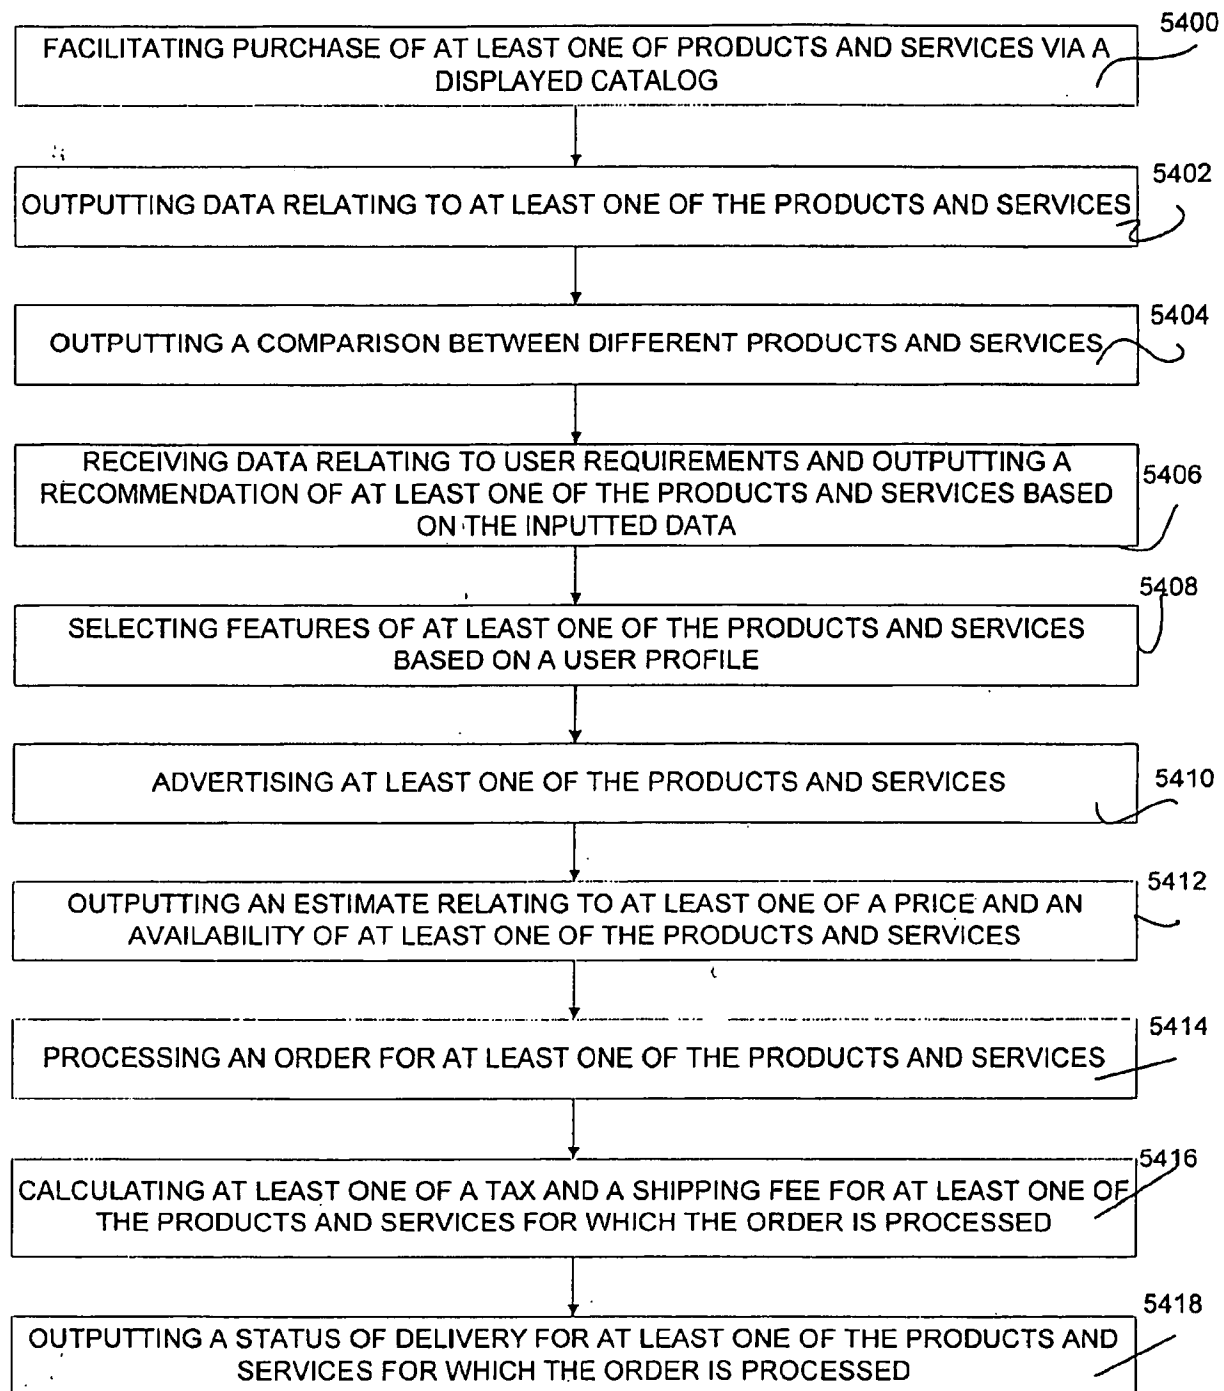 5400
FACILITATING PURCHASE OF AT LEAST ONE OF PRODUCTS AND SERVICES VIA A
DISPLAYED CATALOG
5402
OUTPUTTING DATA RELATING TO AT LEAST ONE OF THE PRODUCTS AND SERVICES
5404
OUTPUTTING A COMPARISON BETWEEN DIFFERENT PRODUCTS AND SERVICES
RECEIVING DATA RELATING TO USER REQUIREMENTS AND OUTPUTTING A
RECOMMENDATION OF AT LEAST ONE OF THE PRODUCTS AND SERVICES BASED
ON THE INPUTTED DATA
5406
5408
SELECTING FEATURES OF AT LEAST ONE OF THE PRODUCTS AND SERVICES
BASED ON A USER PROFILE
ADVERTISING AT LEAST ONE OF THE PRODUCTS AND SERVICES
5410
5412
OUTPUTTING AN ESTIMATE RELATING TO AT LEAST ONE OF A PRICE AND AN
AVAILABILITY OF AT LEAST ONE OF THE PRODUCTS AND SERVICES
5414
PROCESSING AN ORDER FOR AT LEAST ONE OF THE PRODUCTS AND SERVICES
5416
CALCULATING AT LEAST ONE OF A TAX AND A SHIPPING FEE FOR AT LEAST ONE OF
THE PRODUCTS AND SERVICES FOR WHICH THE ORDER IS PROCESSED
5418
OUTPUTTING A STATUS OF DELIVERY FOR AT LEAST ONE OF THE PRODUCTS AND
SERVICES FOR WHICH THE ORDER IS PROCESSED